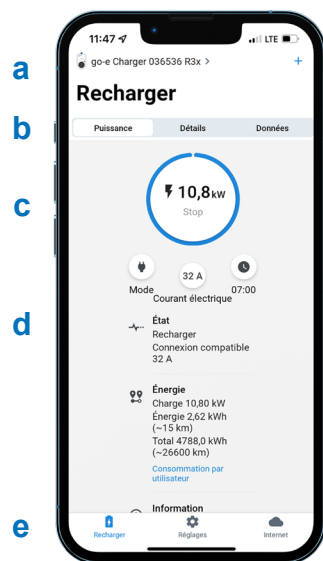 11:47 LTE
a
go-e Charger 036536 R3x > +
Recharger
b
Puissance Détails Données
c
10,8 kW
Stop
32 A
Mode 07:00
Courant électrique
d
État
Recharger
Connexion compatible
32 A
Énergie
Charge 10,80 kW
Énergie 2,62 kWh
(~15 km)
Total 4788,0 kWh
(~26600 km)
Consommation par
utilisateur
Information
e
Recharger Réglages Internet